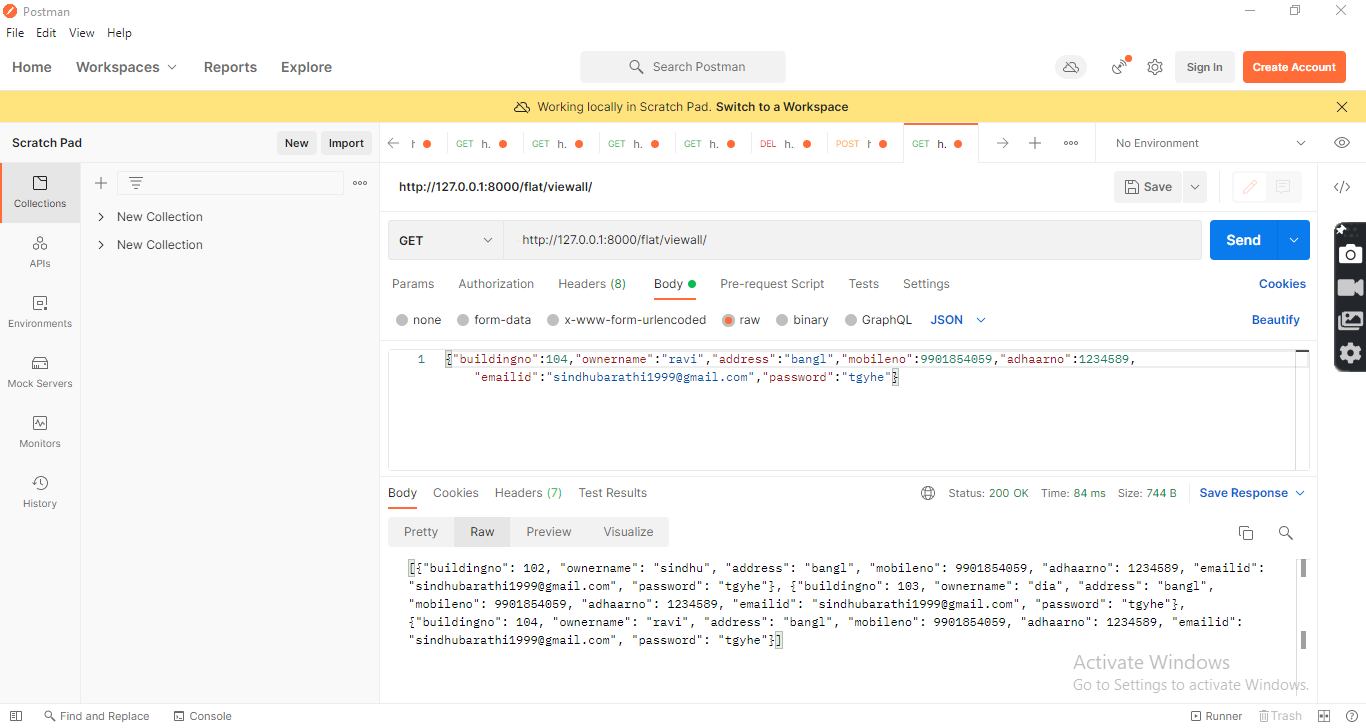 Postman
File Edit View Help
Home Workspaces Reports Explore Search Postman Sign In Create Account
Working locally in Scratch Pad. Switch to a Workspace
Scratch Pad New Import
GET h. GET h. GET h. GET h. DEL h. POST h GET h. No Environment
http://127.0.0.1:8000/flat/viewall/ Save
Collections
New Collection
New Collection
APIs
Environments
Mock Servers
Monitors
History
GET http://127.0.0.1:8000/flat/viewall/ Send
Params Authorization Headers (8) Body Pre-request Script Tests Settings Cookies
none form-data x-www-form-urlencoded raw binary GraphQL JSON Beautify
1 {"buildingno":104,"ownername":"ravi","address":"bangl","mobileno":9901854059,"adhaarno":1234589,
"emailid":"sindhubarathi1999@gmail.com","password":"tgyhe"}
Body Cookies Headers (7) Test Results Status: 200 OK Time: 84 ms Size: 744 B Save Response
Pretty Raw Preview Visualize
[{"buildingno": 102, "ownername": "sindhu", "address": "bangl", "mobileno": 9901854059, "adhaarno": 1234589, "emailid":
"sindhubarathi1999@gmail.com", "password": "tgyhe"}, {"buildingno": 103, "ownername": "dia", "address": "bangl",
"mobileno": 9901854059, "adhaarno": 1234589, "emailid": "sindhubarathi1999@gmail.com", "password": "tgyhe"},
{"buildingno": 104, "ownername": "ravi", "address": "bangl", "mobileno": 9901854059, "adhaarno": 1234589, "emailid":
"sindhubarathi1999@gmail.com", "password": "tgyhe"}]
Activate Windows
Go to Settings to activate Windows.
Find and Replace Console Runner Trash